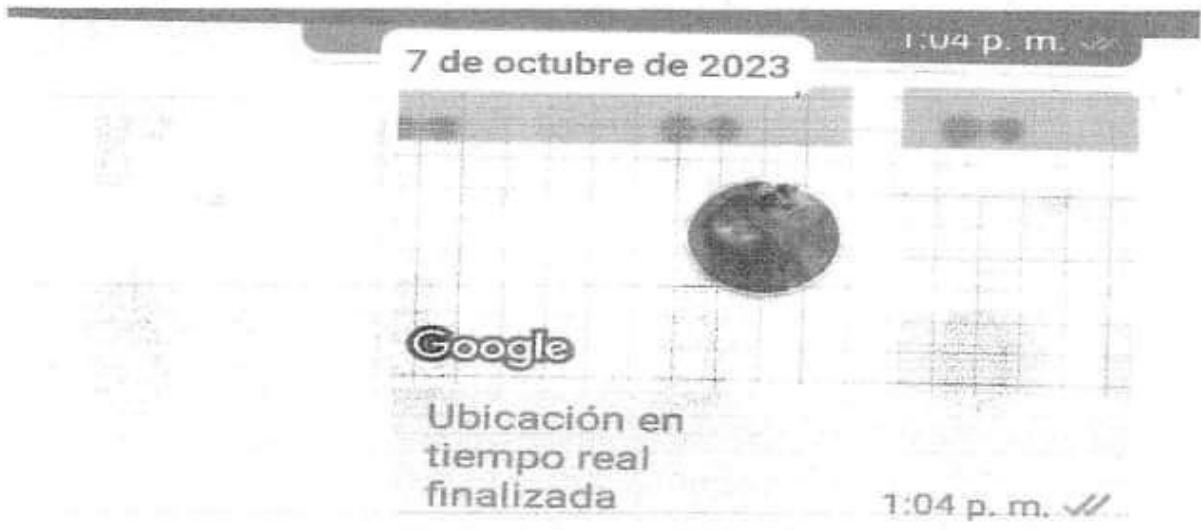 1:04 p. m.
7 de octubre de 2023
Google
Ubicación en
tiempo real
finalizada
1:04 p. m.